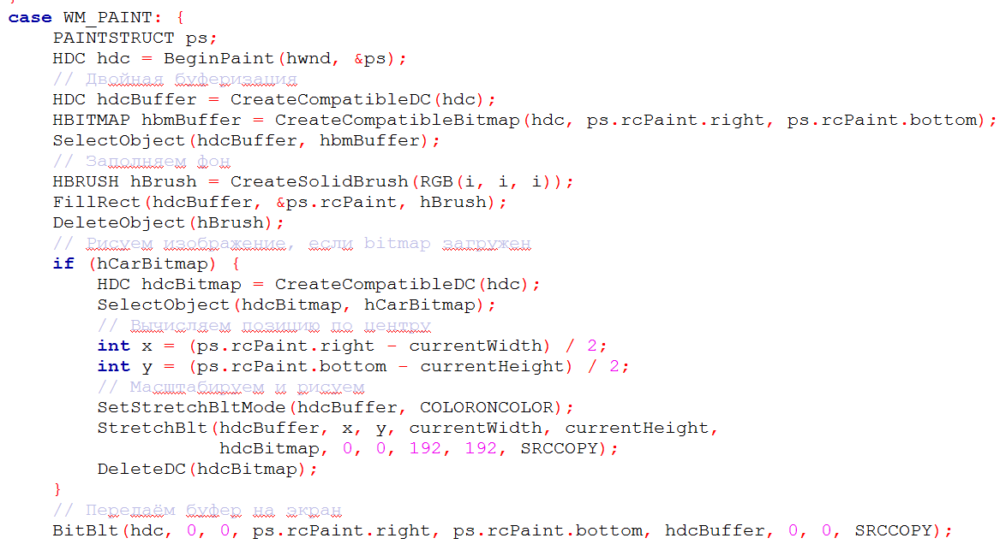 case WM_PAINT: {
PAINTSTRUCT ps;
HDC hdc = BeginPaint(hwnd, &ps);
// Двойная буферизация
HDC hdcBuffer = CreateCompatibleDC(hdc);
HBITMAP hbmBuffer = CreateCompatibleBitmap(hdc, ps.rcPaint.right, ps.rcPaint.bottom);
SelectObject(hdcBuffer, hbmBuffer);
// Заполняем фон
HBRUSH hBrush = CreateSolidBrush(RGB(i, i, i));
FillRect(hdcBuffer, &ps.rcPaint, hBrush);
DeleteObject(hBrush);
// Рисуем изображение, если bitmap загружен
if (hCarBitmap) {
HDC hdcBitmap = CreateCompatibleDC(hdc);
SelectObject(hdcBitmap, hCarBitmap);
// Вычисляем позицию по центру
int x = (ps.rcPaint.right - currentWidth) / 2;
int y = (ps.rcPaint.bottom - currentHeight) / 2;
// Масштабируем и рисуем
SetStretchBltMode(hdcBuffer, COLORONCOLOR);
StretchBlt(hdcBuffer, x, y, currentWidth, currentHeight,
hdcBitmap, 0, 0, 192, 192, SRCCOPY);
DeleteDC(hdcBitmap);
}
// Передаём буфер на экран
BitBlt(hdc, 0, 0, ps.rcPaint.right, ps.rcPaint.bottom, hdcBuffer, 0, 0, SRCCOPY);